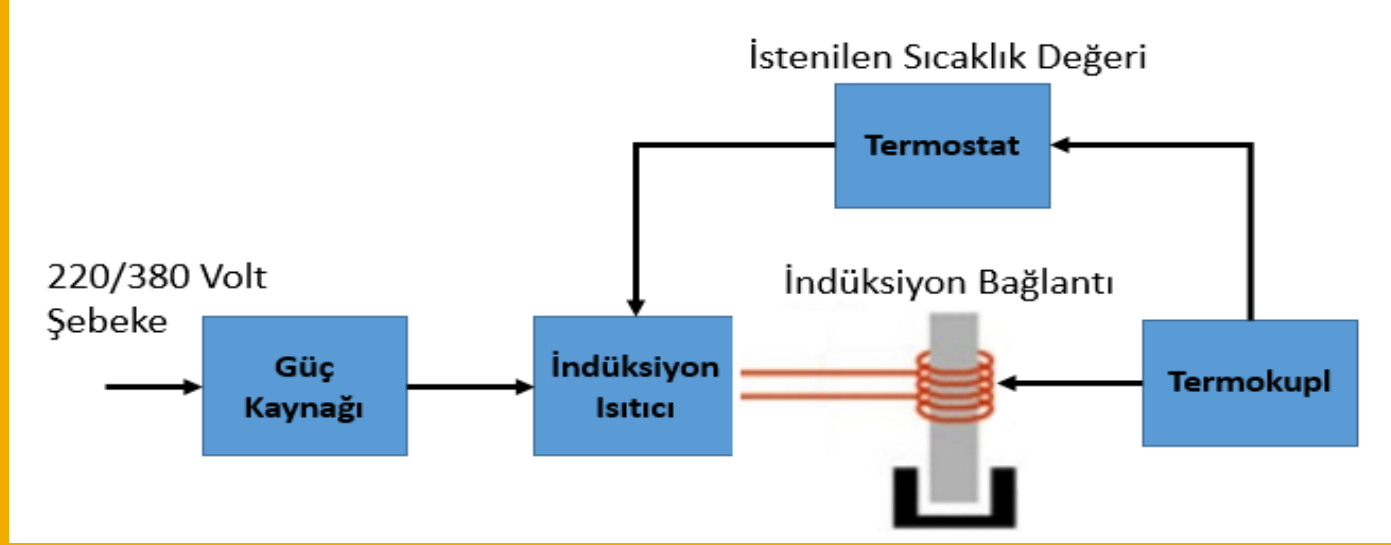 İstenilen Sıcaklık Değeri
Termostat
220/380 Volt
Şebeke
İndüksiyon Bağlantı
Güç
Kaynağı
İndüksiyon
Isıtıcı
Termokupl